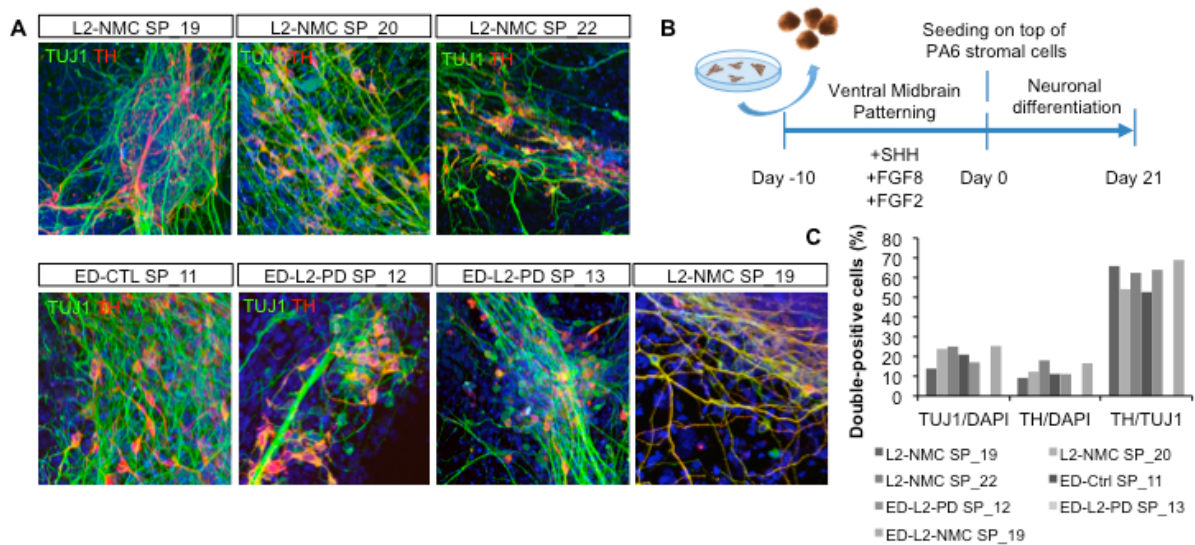 A
L2-NMC SP_19
L2-NMC SP_20
L2-NMC SP_22
TUJ1 TH
TUJ1 TH
TUJ1 TH
ED-CTL SP_11
ED-L2-PD SP_12
ED-L2-PD SP_13
L2-NMC SP_19
TUJ1 TH
TUJ1 TH
TUJ1 TH
B
Seeding on top of
PA6 stromal cells
Ventral Midbrain
Patterning
Neuronal
differentiation
+SHH
+FGF8
+FGF2
Day -10
Day 0
Day 21
C
Double-positive cells (%)
80
70
60
50
40
30
20
10
0
TUJ1/DAPI
TH/DAPI
TH/TUJ1
L2-NMC SP_19
L2-NMC SP_20
L2-NMC SP_22
ED-Ctrl SP_11
ED-L2-PD SP_12
ED-L2-PD SP_13
ED-L2-NMC SP_19